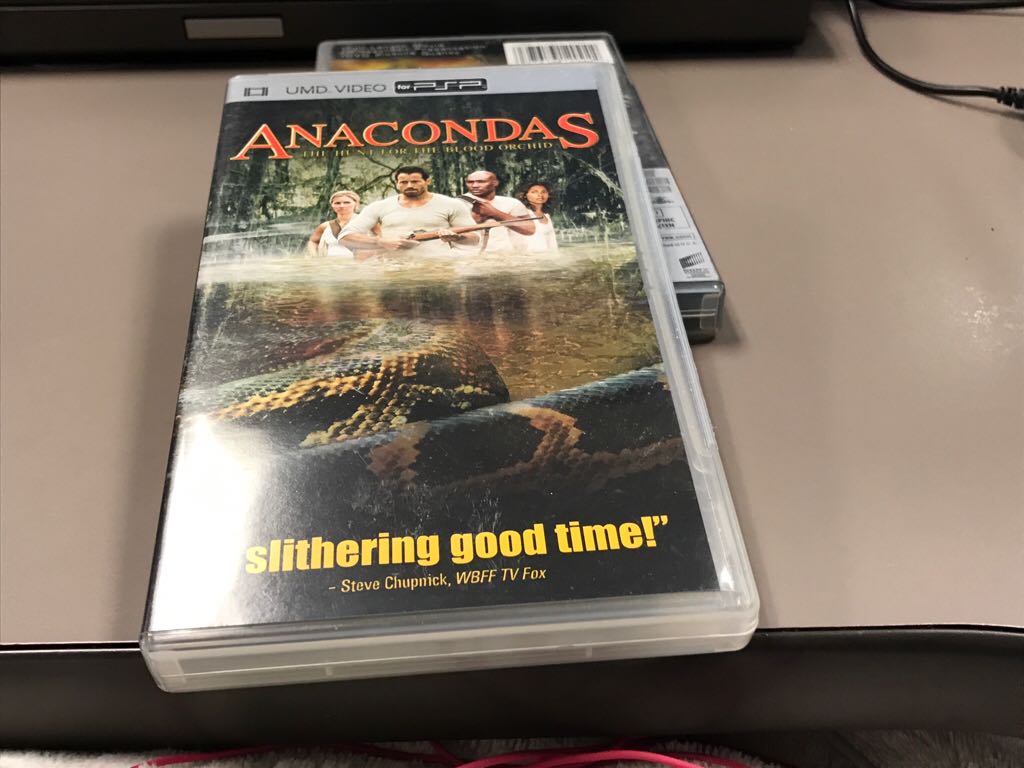 UMD. VIDEO for PSP
ANACONDAS
THE HUNT FOR THE BLOOD ORCHID
slithering good time!”
– Steve Chupnick, WBFF TV Fox